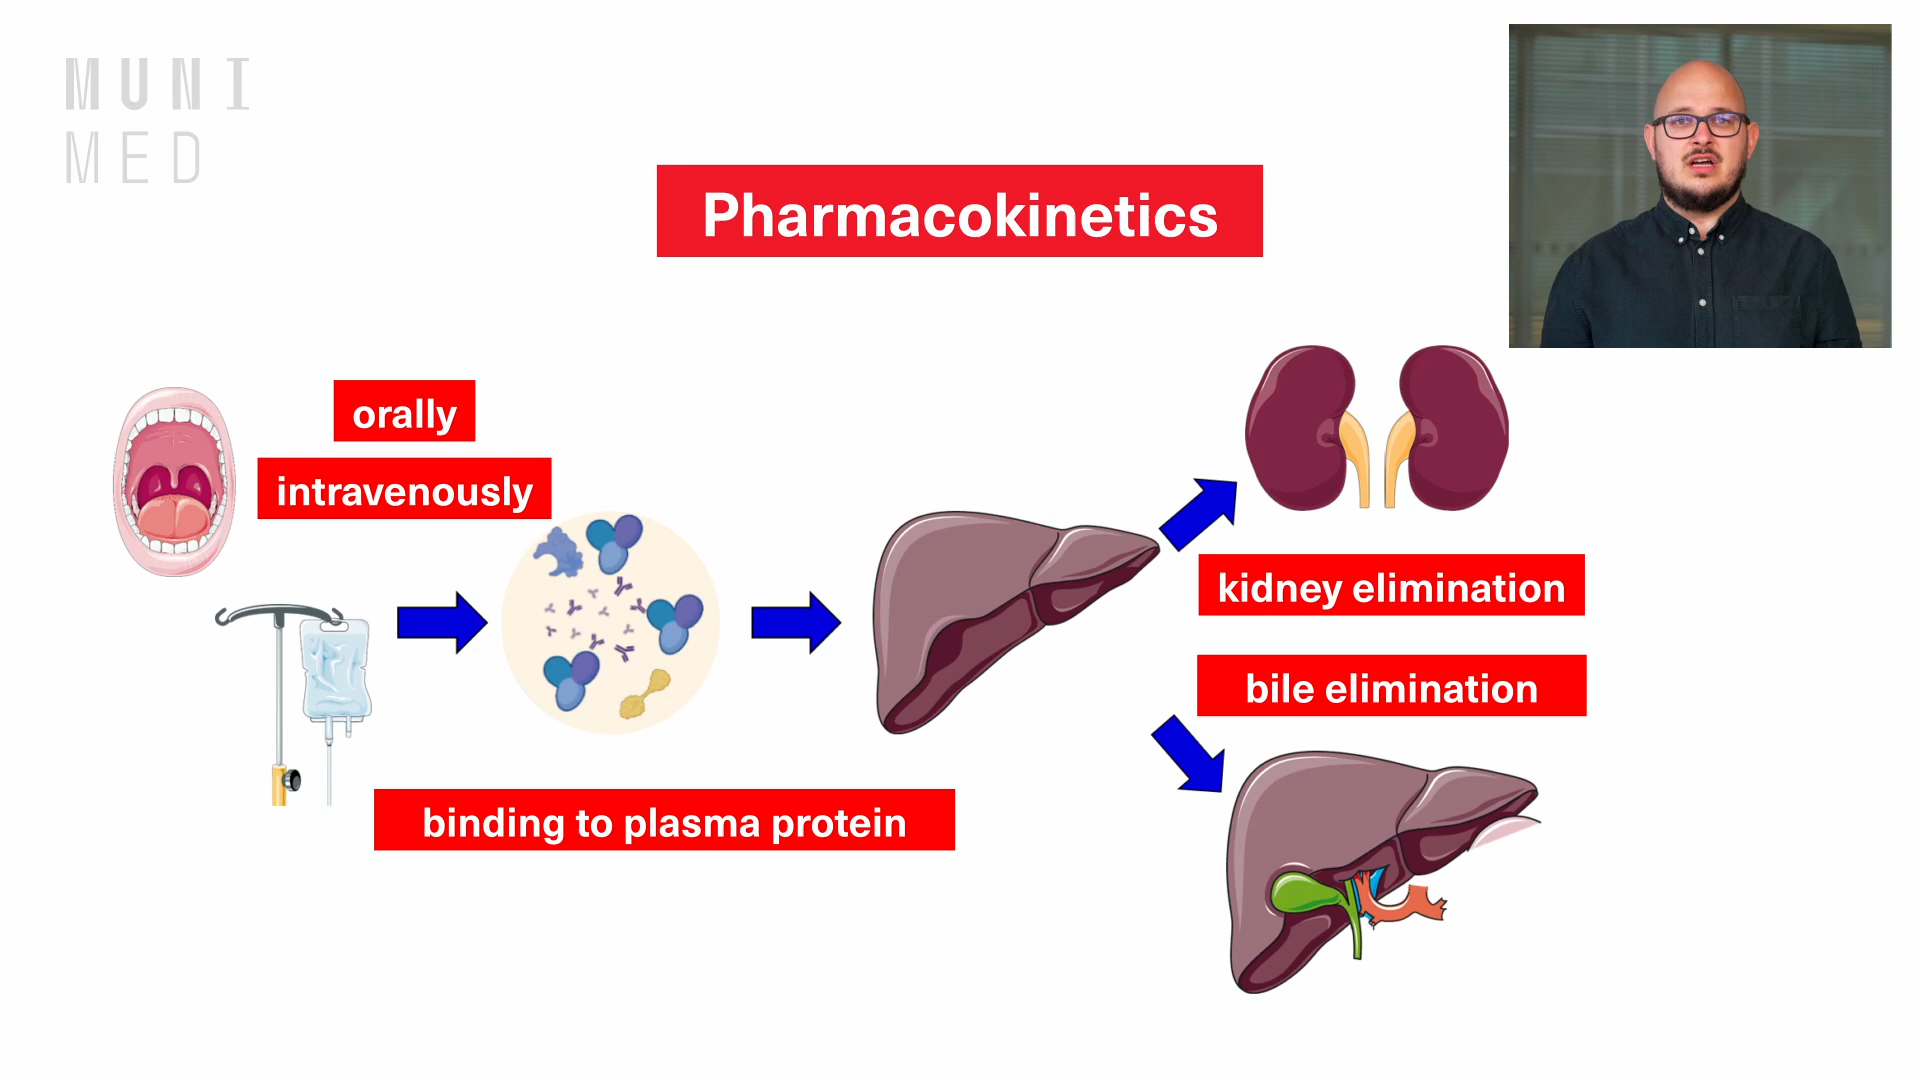 MUNI
MED
Pharmacokinetics
orally
intravenously
kidney elimination
bile elimination
binding to plasma protein